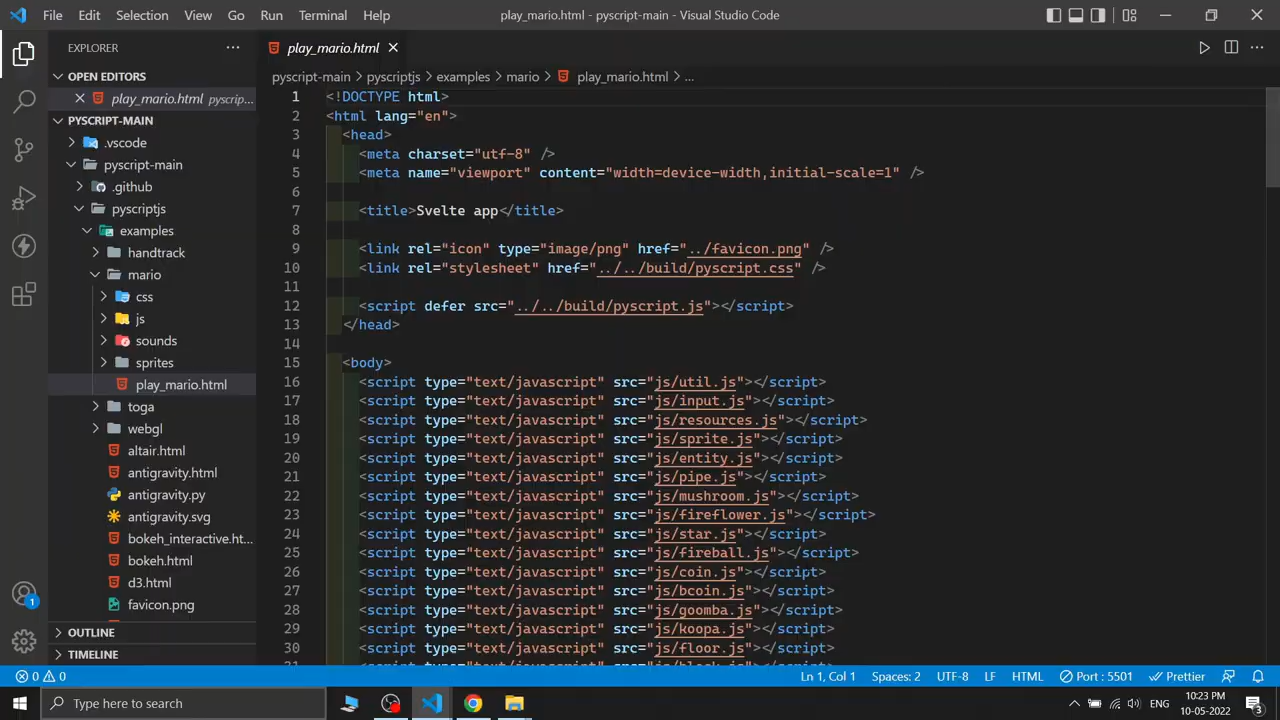 File Edit Selection View Go Run Terminal Help play_mario.html - pyscript-main - Visual Studio Code
EXPLORER
OPEN EDITORS
play_mario.html pyscrip...
PYSCRIPT-MAIN
.vscode
pyscript-main
.github
pyscriptjs
examples
handtrack
mario
css
js
sounds
sprites
play_mario.html
toga
webgl
altair.html
antigravity.html
antigravity.py
antigravity.svg
bokeh_interactive.ht...
bokeh.html
d3.html
favicon.png
OUTLINE
TIMELINE
1
play_mario.html
pyscript-main > pyscriptjs > examples > mario > play_mario.html > ...
1 <!DOCTYPE html>
2 <html lang="en">
3 <head>
4 <meta charset="utf-8" />
5 <meta name="viewport" content="width=device-width,initial-scale=1" />
6
7 <title>Svelte app</title>
8
9 <link rel="icon" type="image/png" href="../favicon.png" />
10 <link rel="stylesheet" href="../../build/pyscript.css" />
11
12 <script defer src="../../build/pyscript.js"></script>
13 </head>
14
15 <body>
16 <script type="text/javascript" src="js/util.js"></script>
17 <script type="text/javascript" src="js/input.js"></script>
18 <script type="text/javascript" src="js/resources.js"></script>
19 <script type="text/javascript" src="js/sprite.js"></script>
20 <script type="text/javascript" src="js/entity.js"></script>
21 <script type="text/javascript" src="js/pipe.js"></script>
22 <script type="text/javascript" src="js/mushroom.js"></script>
23 <script type="text/javascript" src="js/fireflower.js"></script>
24 <script type="text/javascript" src="js/star.js"></script>
25 <script type="text/javascript" src="js/fireball.js"></script>
26 <script type="text/javascript" src="js/coin.js"></script>
27 <script type="text/javascript" src="js/bcoin.js"></script>
28 <script type="text/javascript" src="js/goomba.js"></script>
29 <script type="text/javascript" src="js/koopa.js"></script>
30 <script type="text/javascript" src="js/floor.js"></script>
0 0 Ln 1, Col 1 Spaces: 2 UTF-8 LF HTML Port : 5501 Prettier
Type here to search
ENG
10:23 PM
10-05-2022
3